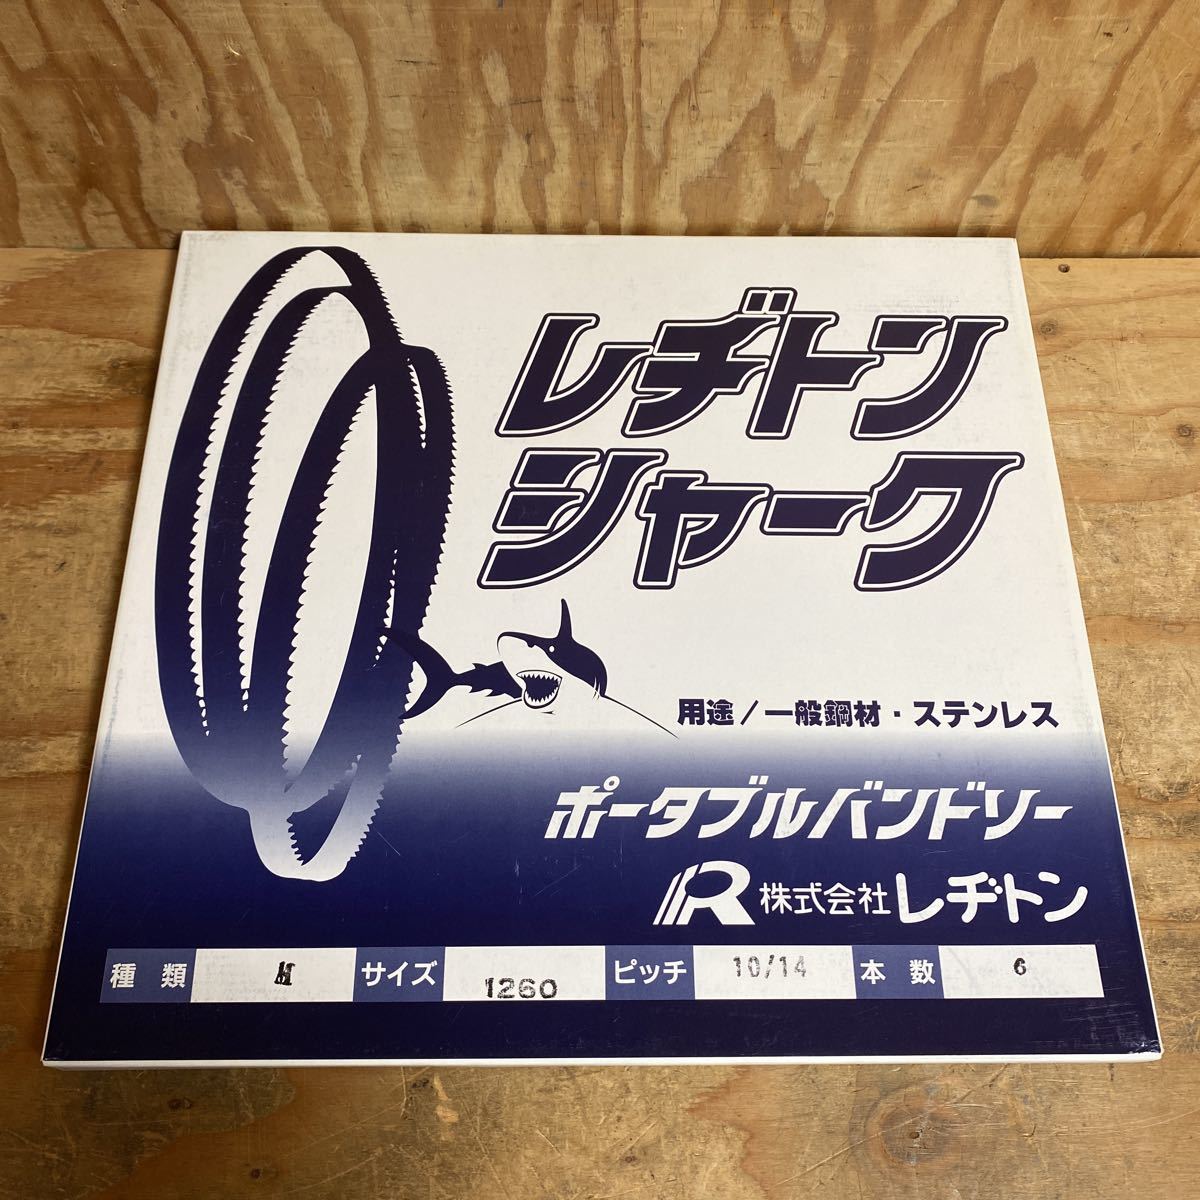 レヂトン
シャーク
用途/一般鋼材・ステンレス
ポータブルバンドソー
R 株式会社レヂトン
種類 M サイズ 1260 ピッチ 10/14 本数 6